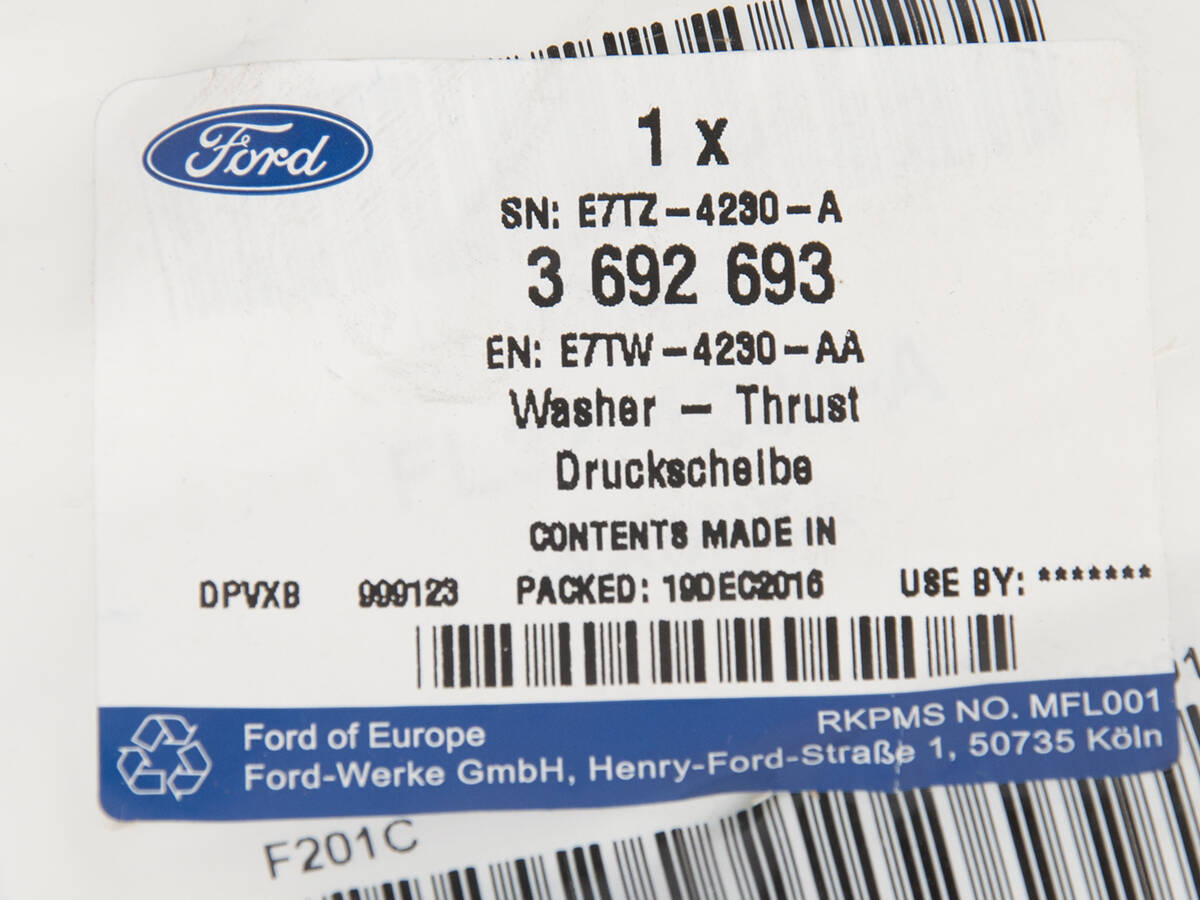 Ford
1 x
SN: E7TZ-4230-A
3 692 693
EN: E7TW-4230-AA
Washer - Thrust
Druckscheibe
CONTENTS MADE IN
DPVXB 999123 PACKED: 19DEC2016 USE BY: *******
RKPMS NO. MFL001
Ford of Europe
Ford-Werke GmbH, Henry-Ford-Straße 1, 50735 Köln
F201C